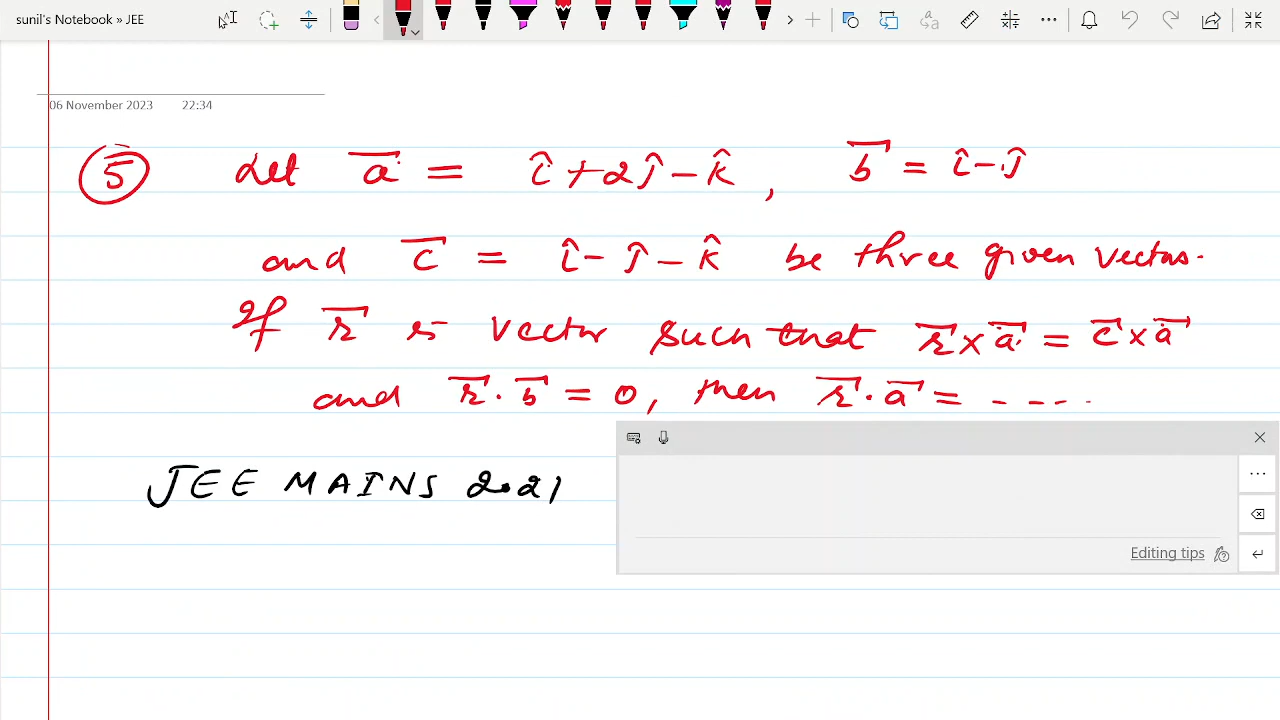 sunil's Notebook » JEE
06 November 2023 22:34
⑤ Let a⃗ = î+2ĵ-k̂, b⃗ = î-ĵ
and c⃗ = î-ĵ-k̂ be three given vectors.
If r⃗ is vector such that r⃗×a⃗ = c⃗×a⃗
and r⃗.b⃗ = 0, then r⃗.a⃗ = - - - - .
JEE MAINS 2021
Editing tips